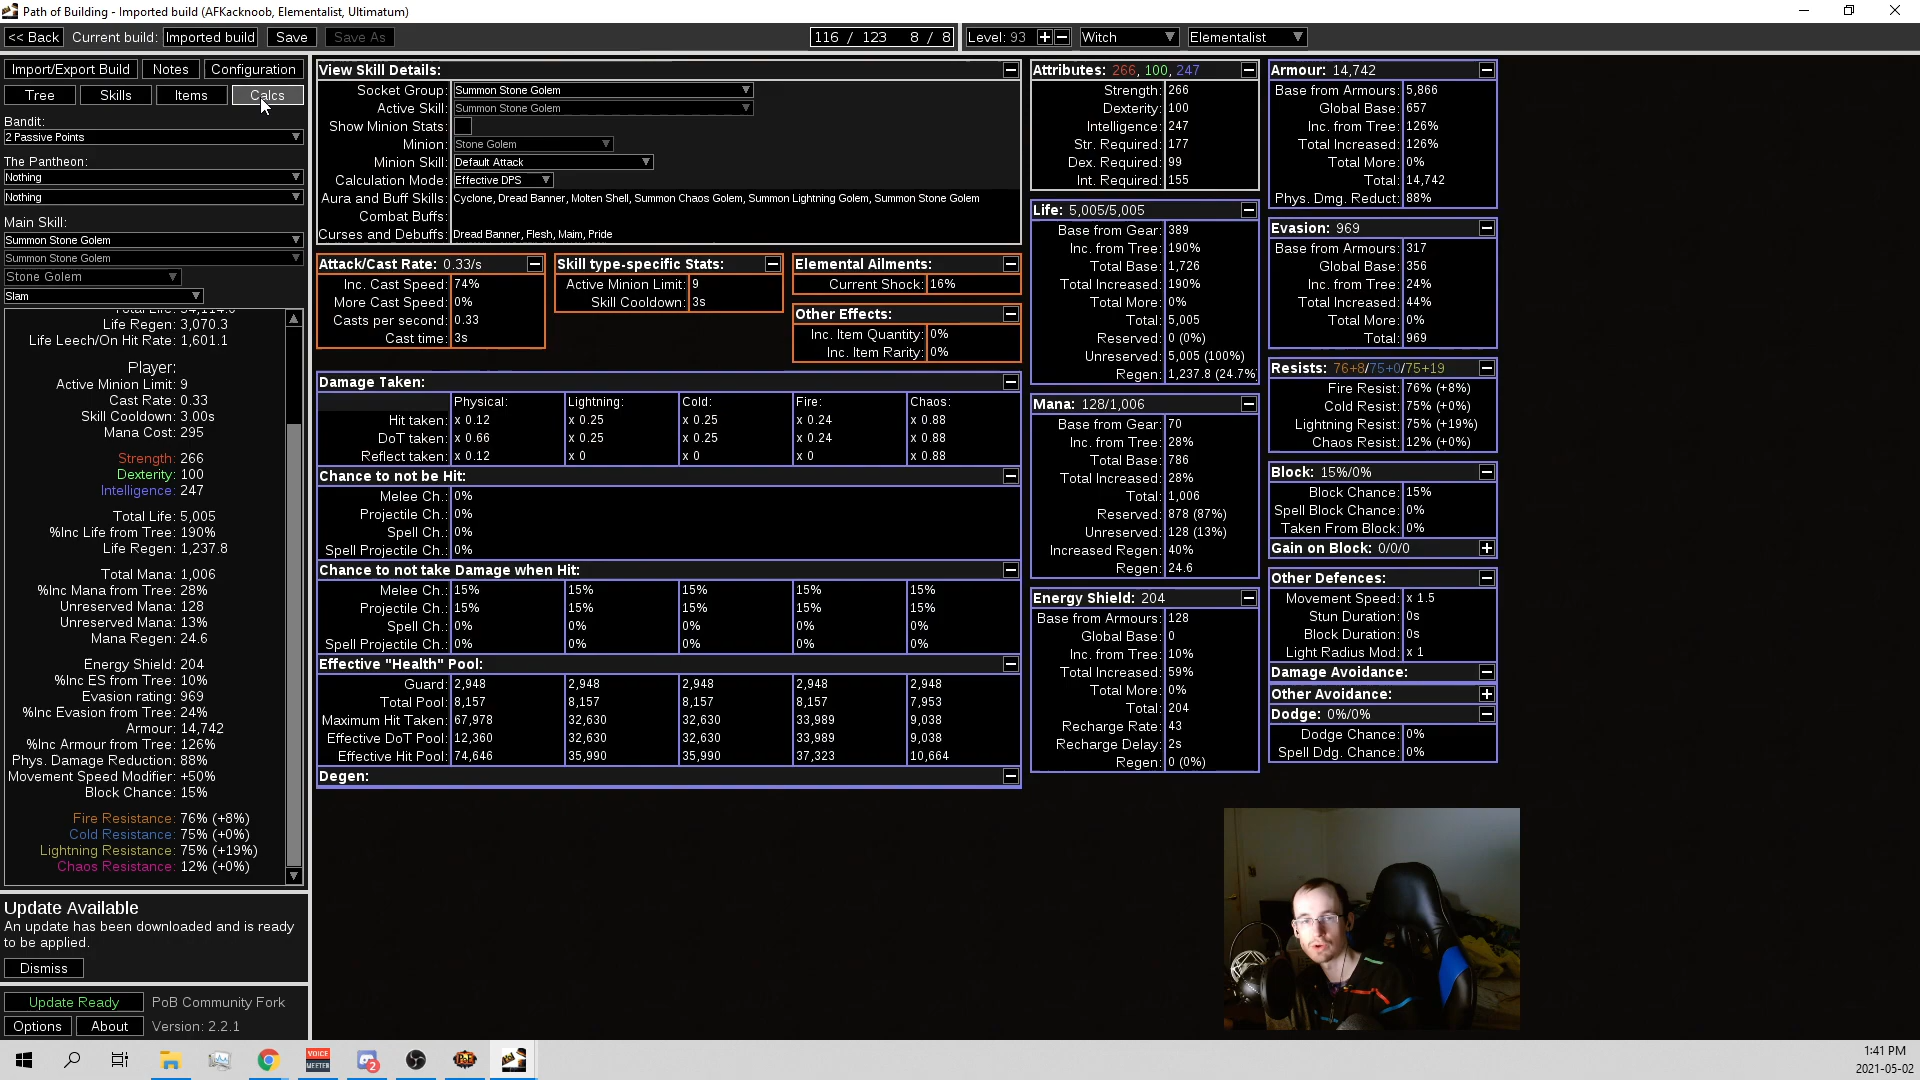 Path of Building - Imported build (AFKacknoob, Elementalist, Ultimatum)
<< Back Current build: Imported build Save Save As 116 / 123 8 / 8 Level: 93 + - Witch Elementalist
Import/Export Build Notes Configuration
Tree Skills Items Calcs
Bandit:
2 Passive Points
The Pantheon:
Nothing
Nothing
Main Skill:
Summon Stone Golem
Summon Stone Golem
Stone Golem
Slam
Life Regen: 3,070.3
Life Leech/On Hit Rate: 1,601.1
Player:
Active Minion Limit: 9
Cast Rate: 0.33
Skill Cooldown: 3.00s
Mana Cost: 295
Strength: 266
Dexterity: 100
Intelligence: 247
Total Life: 5,005
%Inc Life from Tree: 190%
Life Regen: 1,237.8
Total Mana: 1,006
%Inc Mana from Tree: 28%
Unreserved Mana: 128
Unreserved Mana: 13%
Mana Regen: 24.6
Energy Shield: 204
%Inc ES from Tree: 10%
Evasion rating: 969
%Inc Evasion from Tree: 24%
Armour: 14,742
%Inc Armour from Tree: 126%
Phys. Damage Reduction: 88%
Movement Speed Modifier: +50%
Block Chance: 15%
Fire Resistance: 76% (+8%)
Cold Resistance: 75% (+0%)
Lightning Resistance: 75% (+19%)
Chaos Resistance: 12% (+0%)
Update Available
An update has been downloaded and is ready
to be applied.
Dismiss
Update Ready PoB Community Fork
Options About Version: 2.2.1
View Skill Details:
Socket Group: Summon Stone Golem
Active Skill: Summon Stone Golem
Show Minion Stats:
Minion: Stone Golem
Minion Skill: Default Attack
Calculation Mode: Effective DPS
Aura and Buff Skills: Cyclone, Dread Banner, Molten Shell, Summon Chaos Golem, Summon Lightning Golem, Summon Stone Golem
Combat Buffs:
Curses and Debuffs: Dread Banner, Flesh, Maim, Pride
Attack/Cast Rate: 0.33/s
Inc. Cast Speed: 74%
More Cast Speed: 0%
Casts per second: 0.33
Cast time: 3s
Skill type-specific Stats:
Active Minion Limit: 9
Skill Cooldown: 3s
Elemental Ailments:
Current Shock: 16%
Other Effects:
Inc. Item Quantity: 0%
Inc. Item Rarity: 0%
Damage Taken:
Physical: Lightning: Cold: Fire: Chaos:
Hit taken: x 0.12 x 0.25 x 0.25 x 0.24 x 0.88
DoT taken: x 0.66 x 0.25 x 0.25 x 0.24 x 0.88
Reflect taken: x 0.12 x 0 x 0 x 0 x 0.88
Chance to not be Hit:
Melee Ch.: 0%
Projectile Ch.: 0%
Spell Ch.: 0%
Spell Projectile Ch.: 0%
Chance to not take Damage when Hit:
Melee Ch.: 15% 15% 15% 15% 15%
Projectile Ch.: 15% 15% 15% 15% 15%
Spell Ch.: 0% 0% 0% 0% 0%
Spell Projectile Ch.: 0% 0% 0% 0% 0%
Effective "Health" Pool:
Guard: 2,948 2,948 2,948 2,948 2,948
Total Pool: 8,157 8,157 8,157 8,157 7,953
Maximum Hit Taken: 67,978 32,630 32,630 33,989 9,038
Effective DoT Pool: 12,360 32,630 32,630 33,989 9,038
Effective Hit Pool: 74,646 35,990 35,990 37,323 10,664
Degen:
Attributes: 266, 100, 247
Strength: 266
Dexterity: 100
Intelligence: 247
Str. Required: 177
Dex. Required: 99
Int. Required: 155
Life: 5,005/5,005
Base from Gear: 389
Inc. from Tree: 190%
Total Base: 1,726
Total Increased: 190%
Total More: 0%
Total: 5,005
Reserved: 0 (0%)
Unreserved: 5,005 (100%)
Regen: 1,237.8 (24.7%
Mana: 128/1,006
Base from Gear: 70
Inc. from Tree: 28%
Total Base: 786
Total Increased: 28%
Total: 1,006
Reserved: 878 (87%)
Unreserved: 128 (13%)
Increased Regen: 40%
Regen: 24.6
Energy Shield: 204
Base from Armours: 128
Global Base: 0
Inc. from Tree: 10%
Total Increased: 59%
Total More: 0%
Total: 204
Recharge Rate: 43
Recharge Delay: 2s
Regen: 0 (0%)
Armour: 14,742
Base from Armours: 5,866
Global Base: 657
Inc. from Tree: 126%
Total Increased: 126%
Total More: 0%
Total: 14,742
Phys. Dmg. Reduct: 88%
Evasion: 969
Base from Armours: 317
Global Base: 356
Inc. from Tree: 24%
Total Increased: 44%
Total More: 0%
Total: 969
Resists: 76+8/75+0/75+19
Fire Resist: 76% (+8%)
Cold Resist: 75% (+0%)
Lightning Resist: 75% (+19%)
Chaos Resist: 12% (+0%)
Block: 15%/0%
Block Chance: 15%
Spell Block Chance: 0%
Taken From Block: 0%
Gain on Block: 0/0/0
Other Defences:
Movement Speed: x 1.5
Stun Duration: 0s
Block Duration: 0s
Light Radius Mod: x 1
Damage Avoidance:
Other Avoidance:
Dodge: 0%/0%
Dodge Chance: 0%
Spell Ddg. Chance: 0%
VOICE
MEETER
2
PoE
1:41 PM
2021-05-02